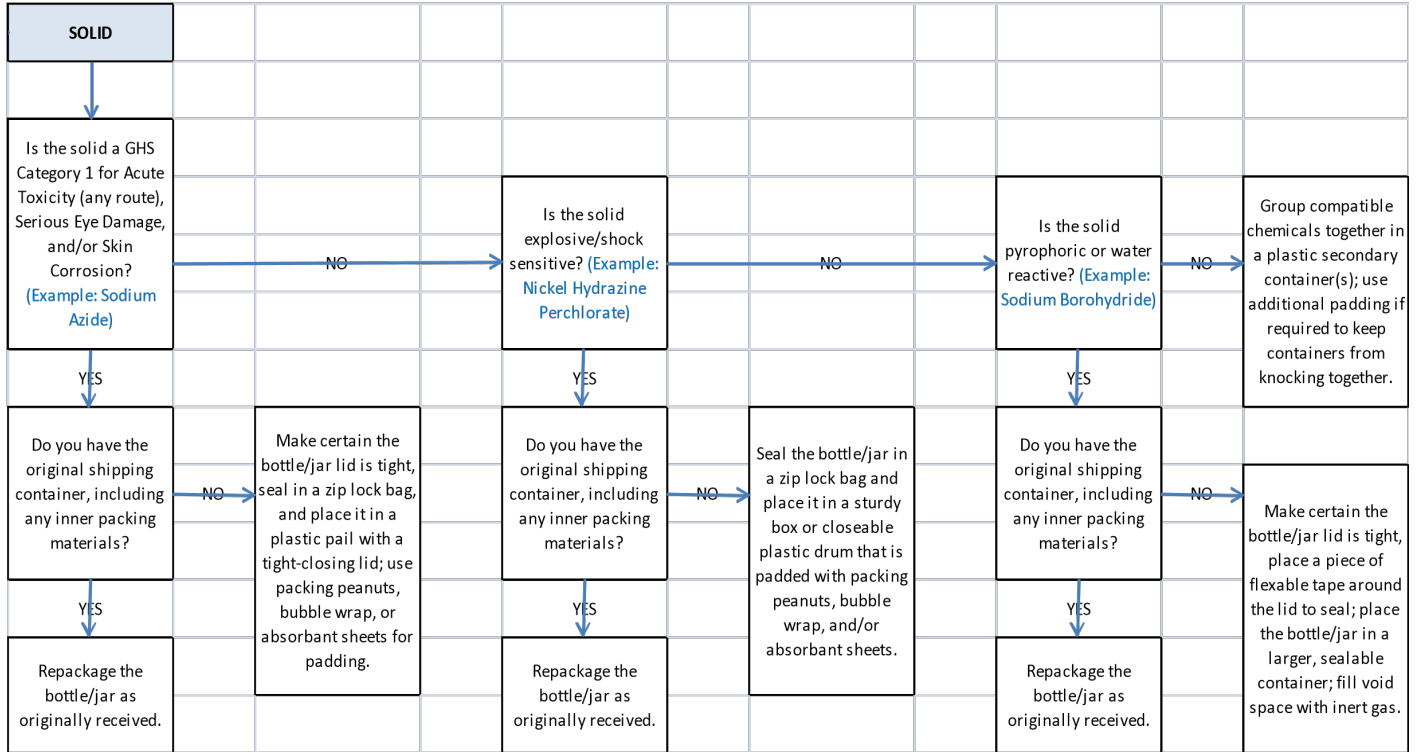 SOLID
Is the solid a GHS
Category 1 for Acute
Toxicity (any route),
Serious Eye Damage,
and/or Skin
Corrosion?
(Example: Sodium
Azide)
NO
Is the solid
explosive/shock
sensitive? (Example:
Nickel Hydrazine
Perchlorate)
NO
Is the solid
pyrophoric or water
reactive? (Example:
Sodium Borohydride)
NO
Group compatible
chemicals together in
a plastic secondary
container(s); use
additional padding if
required to keep
containers from
knocking together.
YES
YES
YES
Do you have the
original shipping
container, including
any inner packing
materials?
NO
Make certain the
bottle/jar lid is tight,
seal in a zip lock bag,
and place it in a
plastic pail with a
tight-closing lid; use
packing peanuts,
bubble wrap, or
absorbant sheets for
padding.
Do you have the
original shipping
container, including
any inner packing
materials?
NO
Seal the bottle/jar in
a zip lock bag and
place it in a sturdy
box or closeable
plastic drum that is
padded with packing
peanuts, bubble
wrap, and/or
absorbant sheets.
Do you have the
original shipping
container, including
any inner packing
materials?
NO
Make certain the
bottle/jar lid is tight,
place a piece of
flexable tape around
the lid to seal; place
the bottle/jar in a
larger, sealable
container; fill void
space with inert gas.
YES
YES
YES
Repackage the
bottle/jar as
originally received.
Repackage the
bottle/jar as
originally received.
Repackage the
bottle/jar as
originally received.